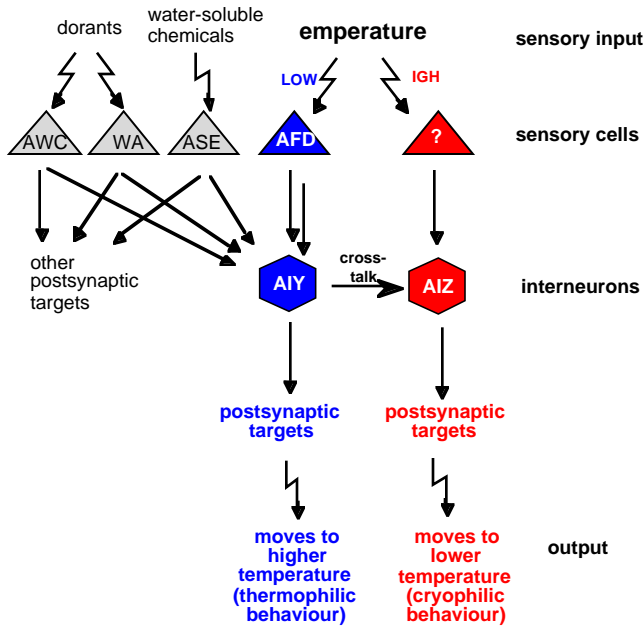 dorants
water-soluble
chemicals
emperature
sensory input
LOW
IGH
AWC
WA
ASE
AFD
?
sensory cells
other
postsynaptic
targets
AIY
cross-
talk
AIZ
interneurons
postsynaptic
targets
postsynaptic
targets
moves to
higher
temperature
(thermophilic
behaviour)
moves to
lower
temperature
(cryophilic
behaviour)
output